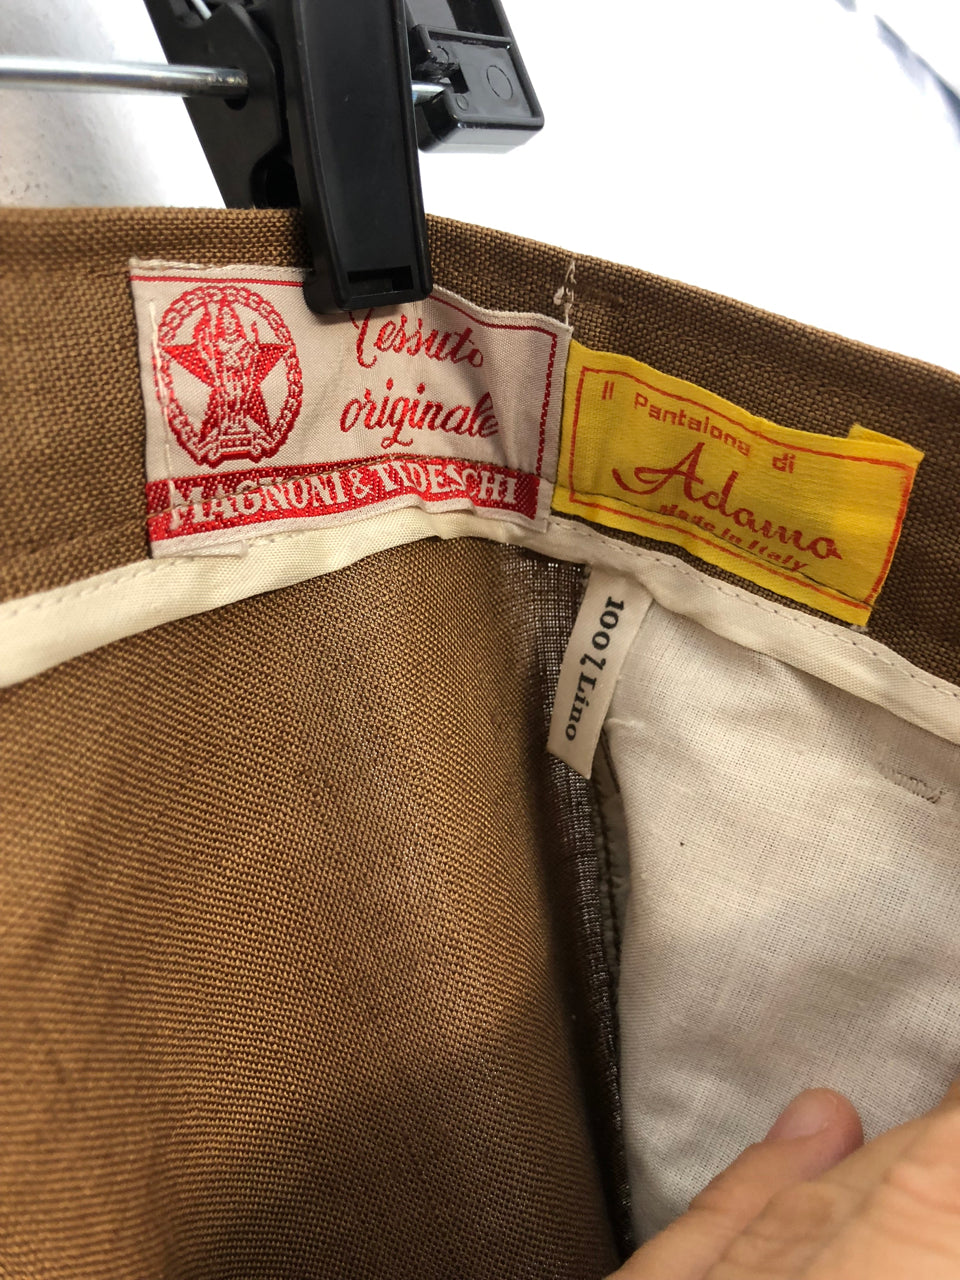 Tessuto
originale
MAGNONI & TEDESCHI
Il Pantalone di
Adamo
Made in Italy
100% Lino